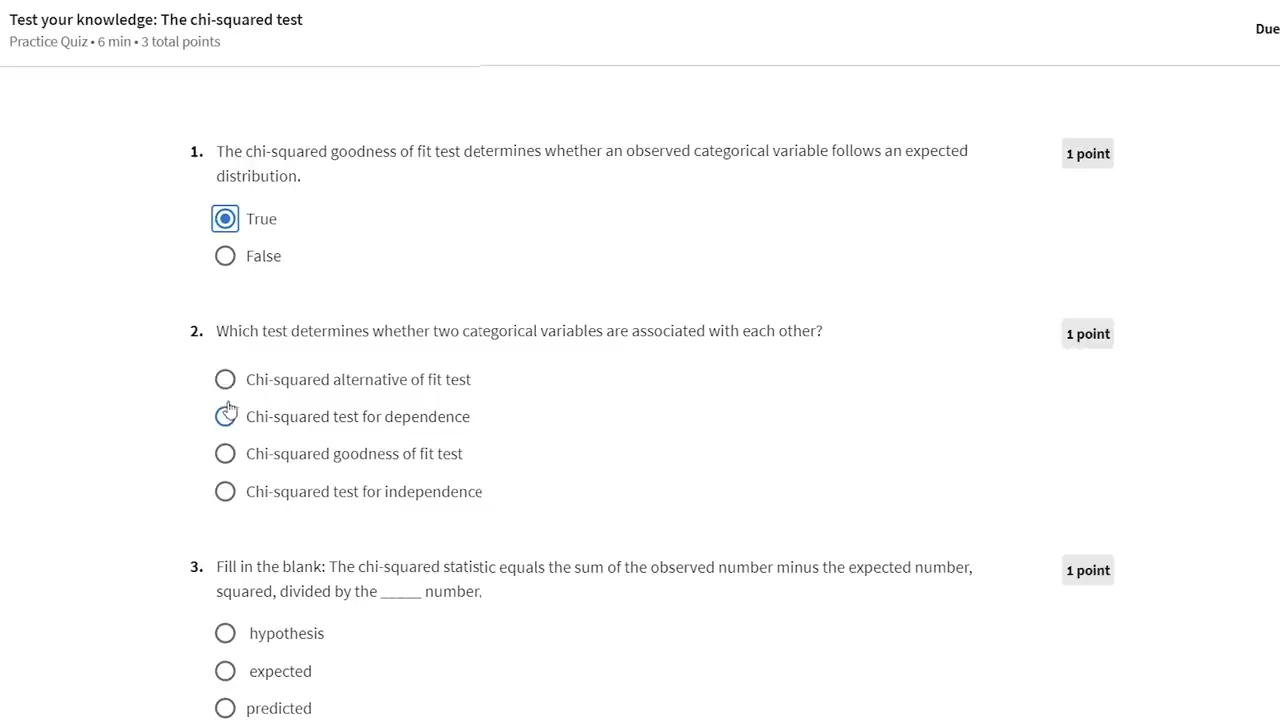 Test your knowledge: The chi-squared test
Practice Quiz • 6 min • 3 total points
Due
1. The chi-squared goodness of fit test determines whether an observed categorical variable follows an expected
distribution.
1 point
True
False
2. Which test determines whether two categorical variables are associated with each other?
1 point
Chi-squared alternative of fit test
Chi-squared test for dependence
Chi-squared goodness of fit test
Chi-squared test for independence
3. Fill in the blank: The chi-squared statistic equals the sum of the observed number minus the expected number,
squared, divided by the _____ number.
1 point
hypothesis
expected
predicted